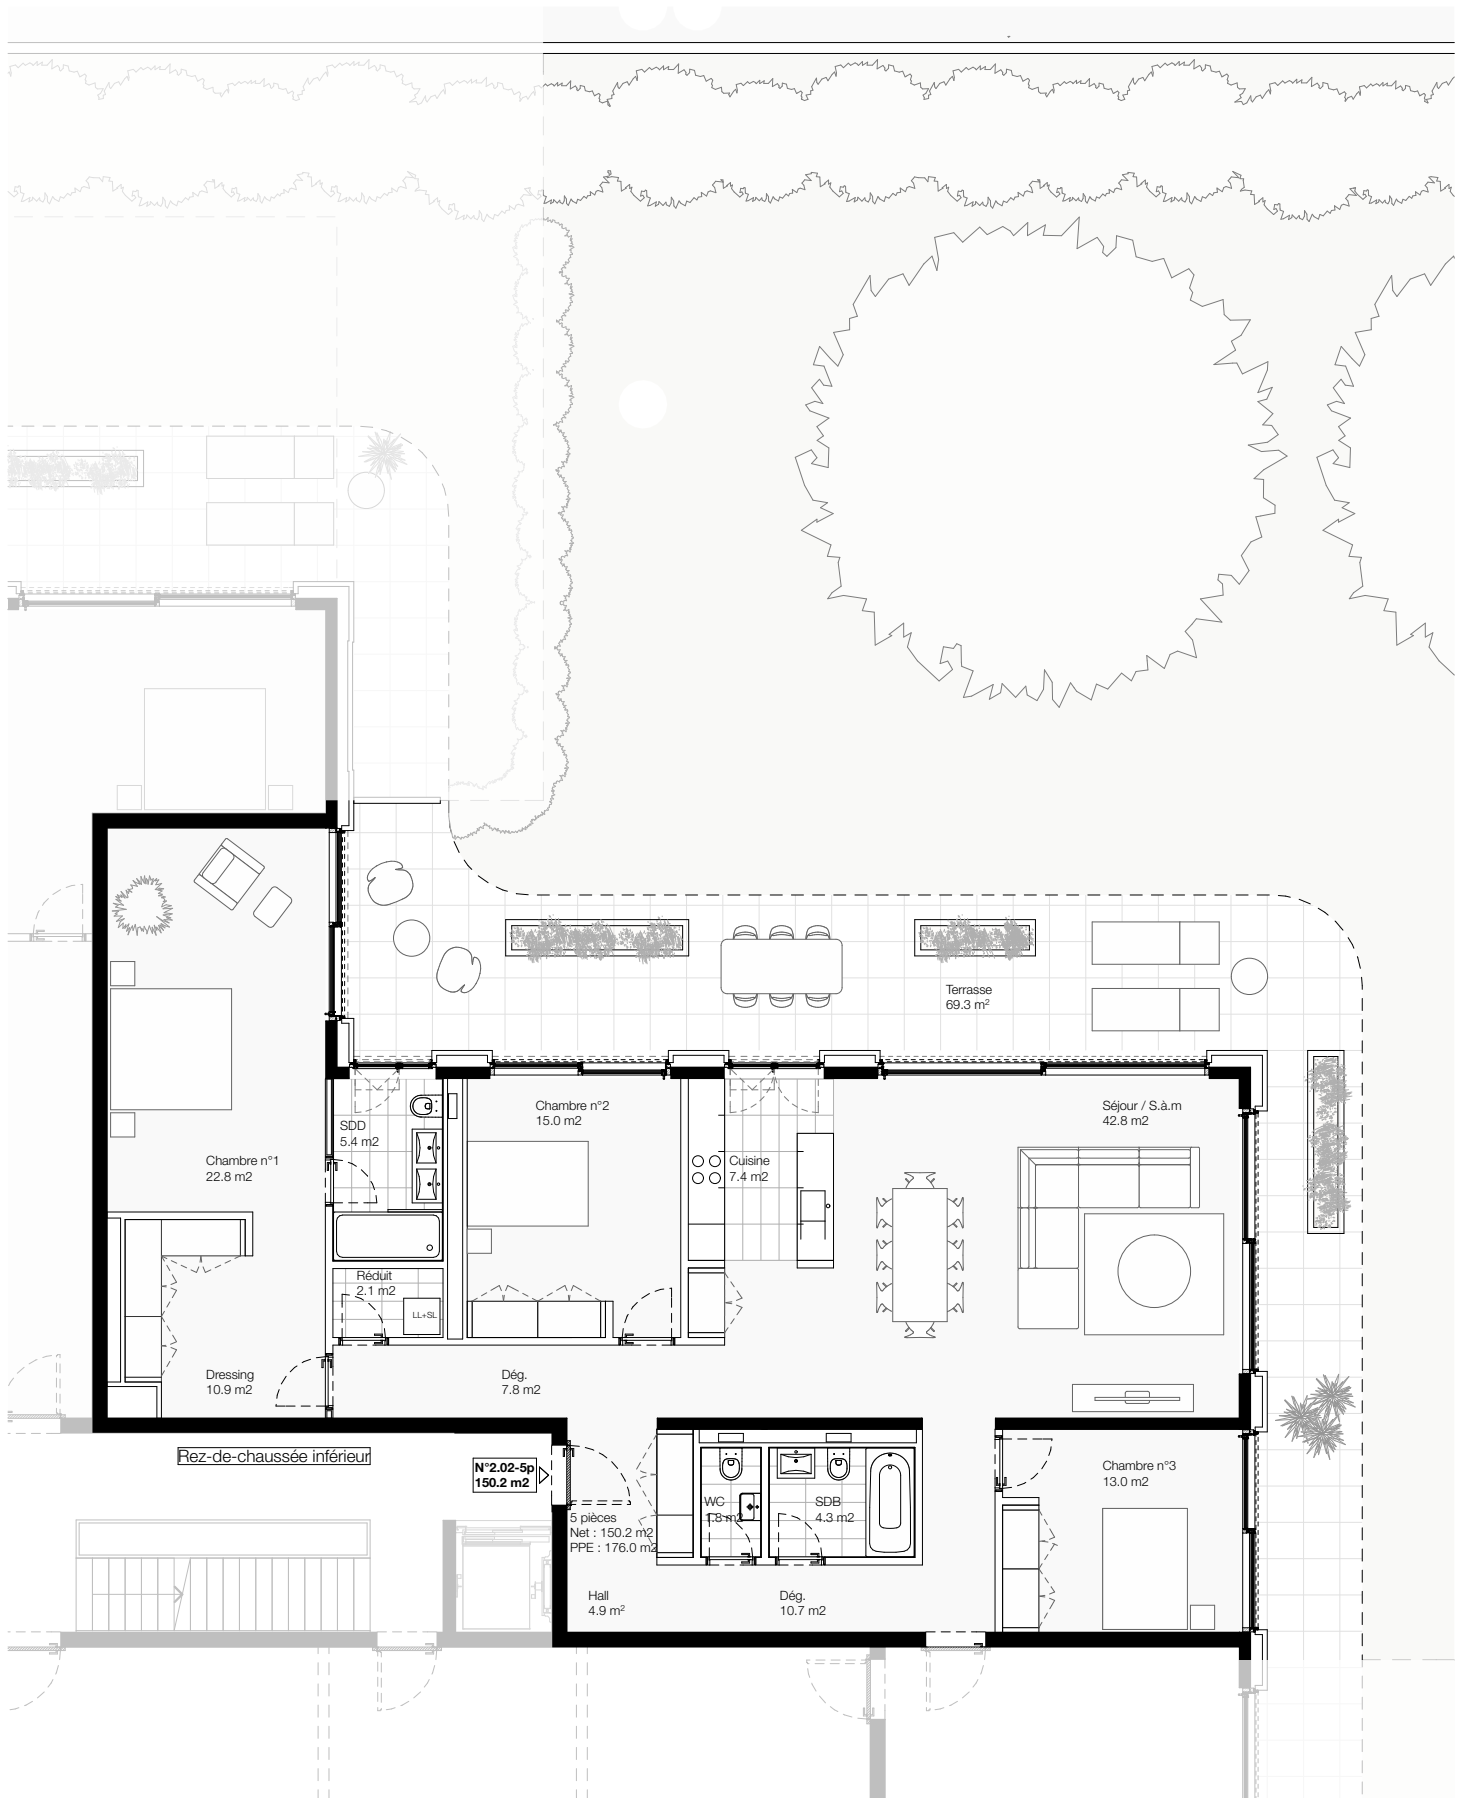 Terrasse
69.3 m²
Chambre n°2
15.0 m2
Séjour / S.à.m
42.8 m2
SDD
5.4 m2
Chambre n°1
22.8 m2
Cuisine
7.4 m2
Réduit
2.1 m2
LL+SL
Dressing
10.9 m2
Dég.
7.8 m2
Rez-de-chaussée inférieur
N°2.02-5p
150.2 m2
Chambre n°3
13.0 m2
WC
1.8 m2
SDB
4.3 m2
5 pièces
Net : 150.2 m2
PPE : 176.0 m2
Hall
4.9 m²
Dég.
10.7 m2